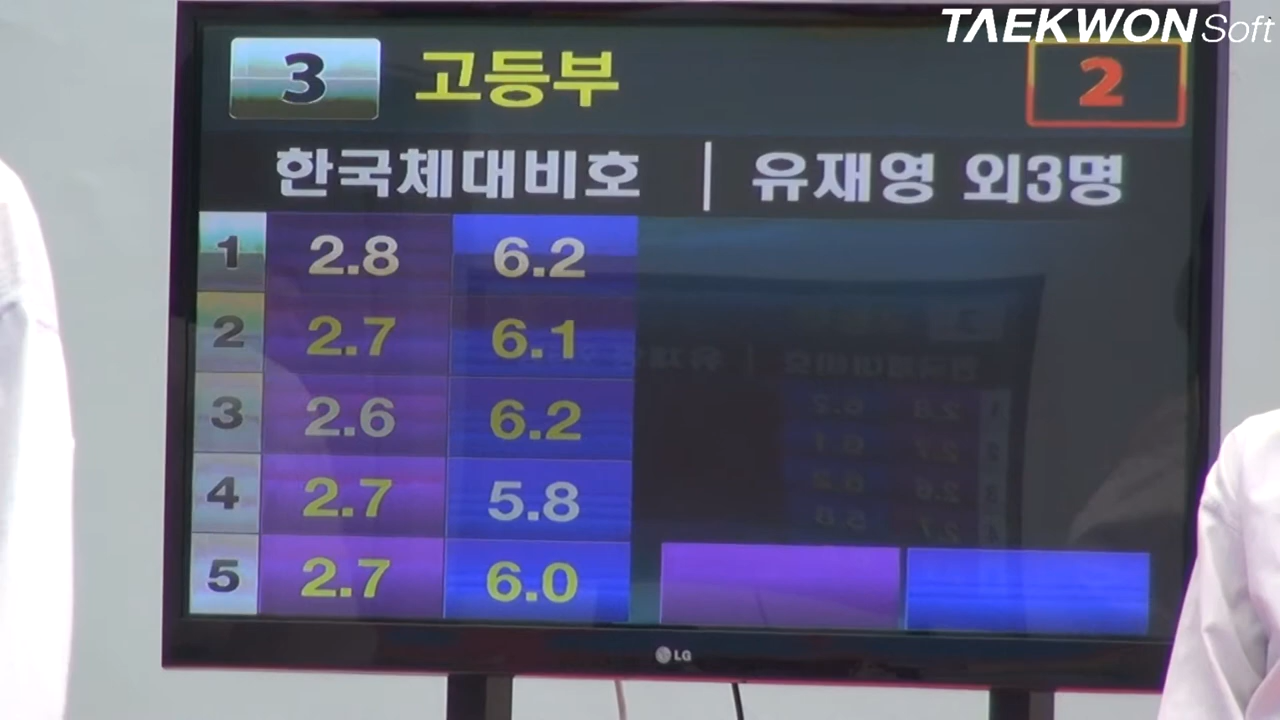 TAEKWONSoft
3 고등부 2
한국체대비호 | 유재영 외3명
1 2.8 6.2
2 2.7 6.1
3 2.6 6.2
4 2.7 5.8
5 2.7 6.0
LG